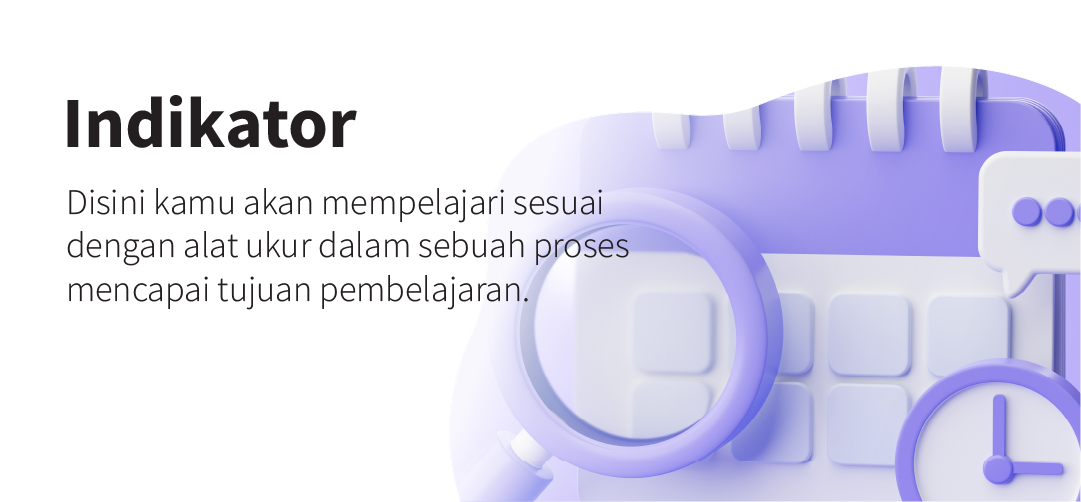 Indikator
Disini kamu akan mempelajari sesuai
dengan alat ukur dalam sebuah proses
mencapai tujuan pembelajaran.